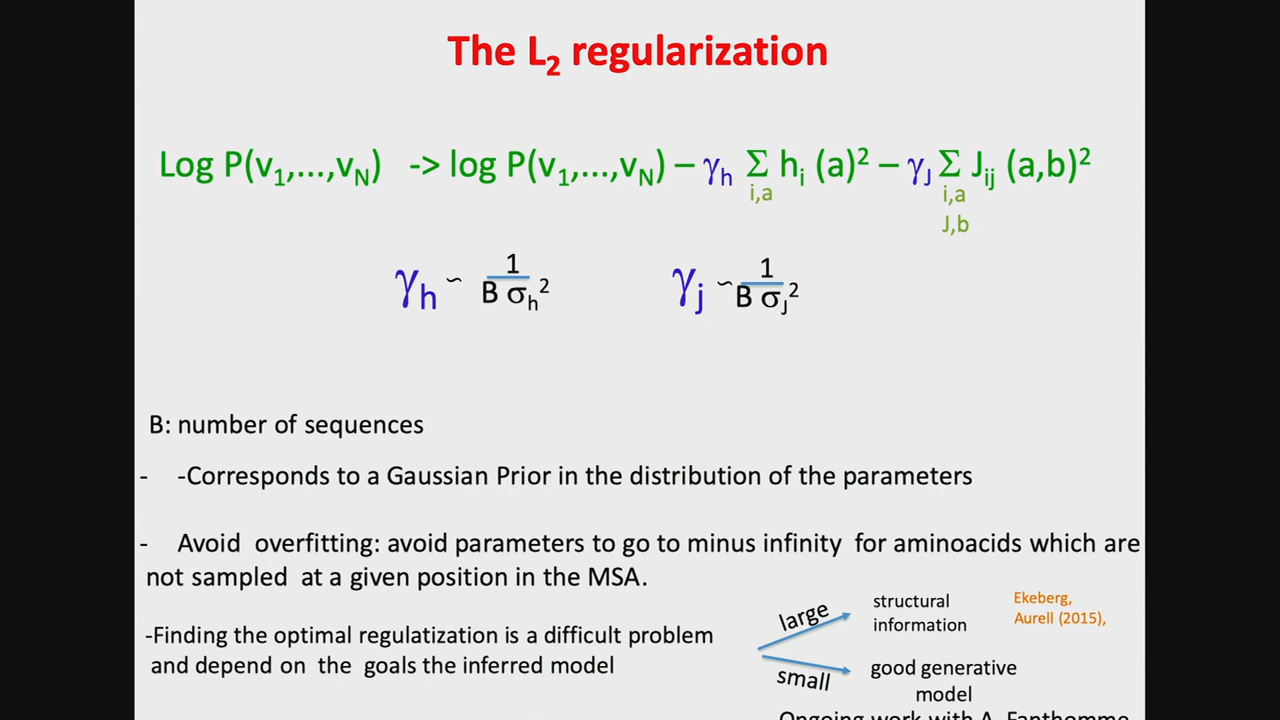 The L2 regularization
Log P(v1,...,vN) -> log P(v1,...,vN) – γh Σ hi (a)² – γJ Σ Jij (a,b)²
i,a i,a
J,b
γh ~ 1 / B σh² γj ~ 1 / B σJ²
B: number of sequences
- -Corresponds to a Gaussian Prior in the distribution of the parameters
- Avoid overfitting: avoid parameters to go to minus infinity for aminoacids which are
not sampled at a given position in the MSA.
-Finding the optimal regulatization is a difficult problem
and depend on the goals the inferred model
large
structural
information
Ekeberg,
Aurell (2015),
small
good generative
model
Ongoing work with A. Fanthomme